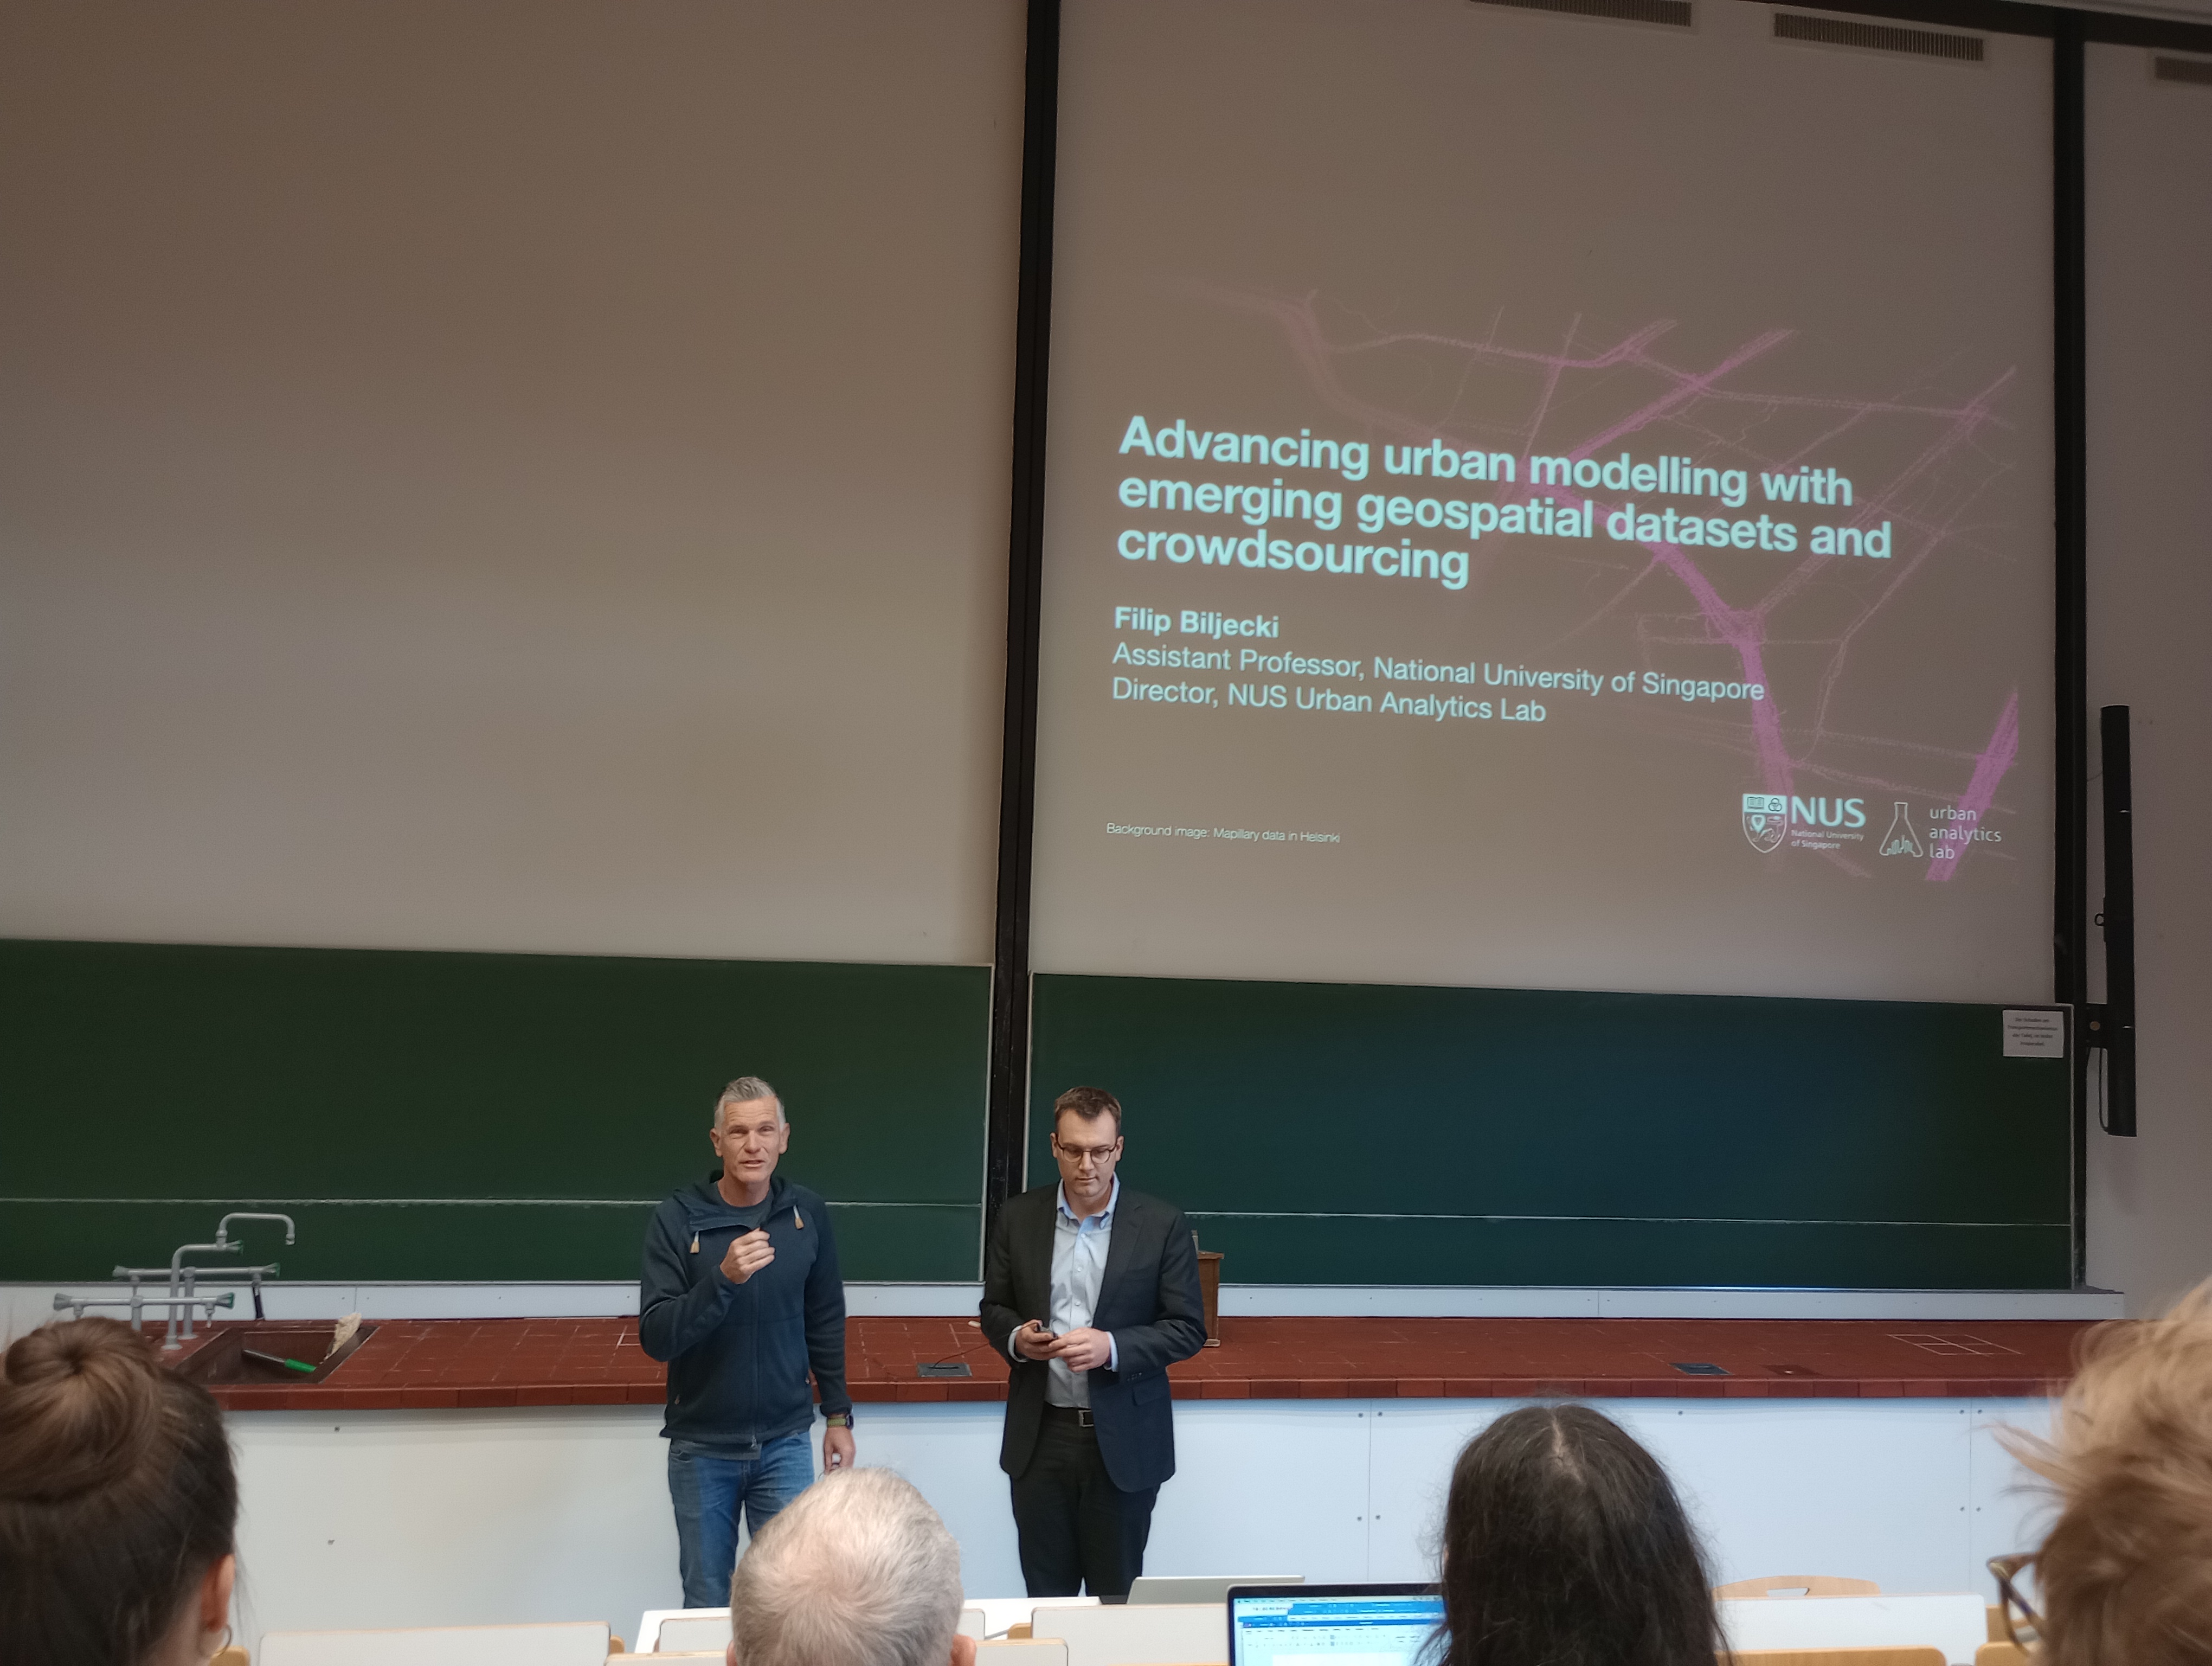 Advancing urban modelling with
emerging geospatial datasets and
crowdsourcing
Filip Biljecki
Assistant Professor, National University of Singapore
Director, NUS Urban Analytics Lab
Background image: Mapillary data in Helsinki
NUS
National University
of Singapore
urban
analytics
lab